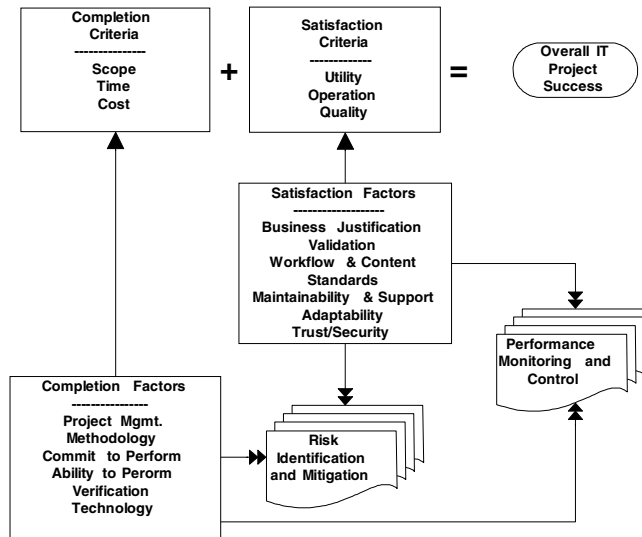 Completion
Criteria
---------------
Scope
Time
Cost
+
Satisfaction
Criteria
-------------
Utility
Operation
Quality
=
Overall IT
Project
Success
Satisfaction Factors
-------------------
Business Justification
Validation
Workflow & Content
Standards
Maintainability & Support
Adaptability
Trust/Security
Performance
Monitoring and
Control
Completion Factors
----------------
Project Mgmt.
Methodology
Commit to Perform
Ability to Perorm
Verification
Technology
Risk
Identification
and Mitigation